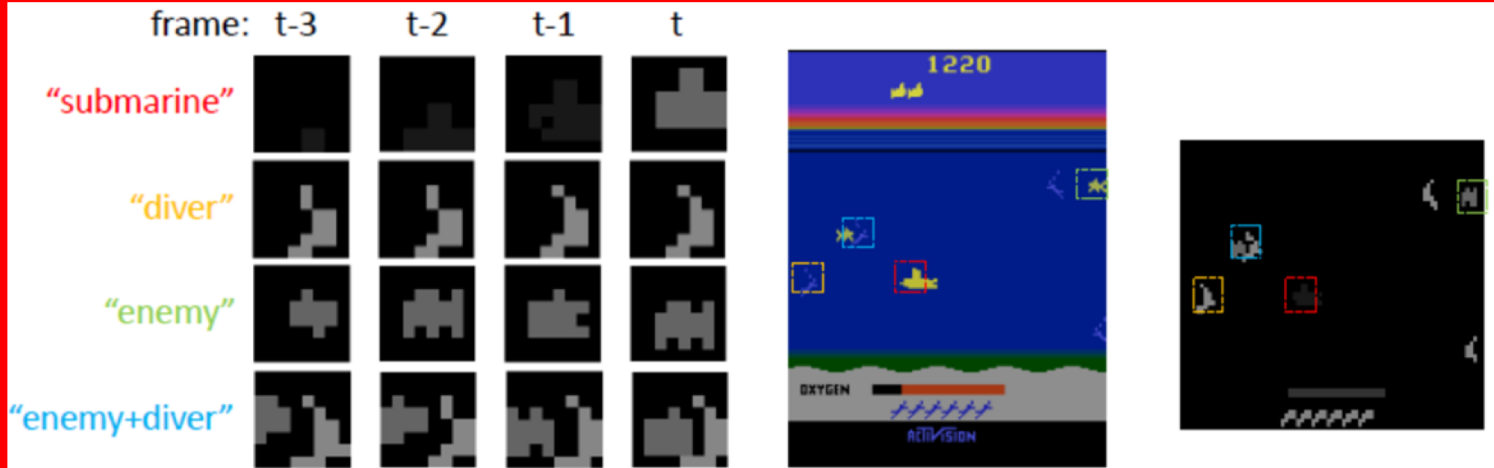 frame: t-3 t-2 t-1 t
“submarine”
“diver”
“enemy”
“enemy+diver”
1220
OXYGEN
ACTIVISION